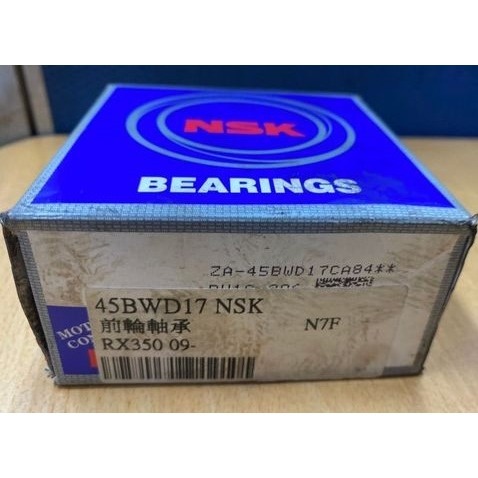 NSK
BEARINGS
ZA-45BWD17CA84**
45BWD17 NSK
前輪軸承
N7F
RX350 09-